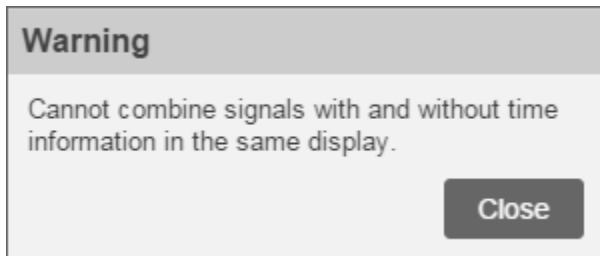 Warning
Cannot combine signals with and without time
information in the same display.
Close